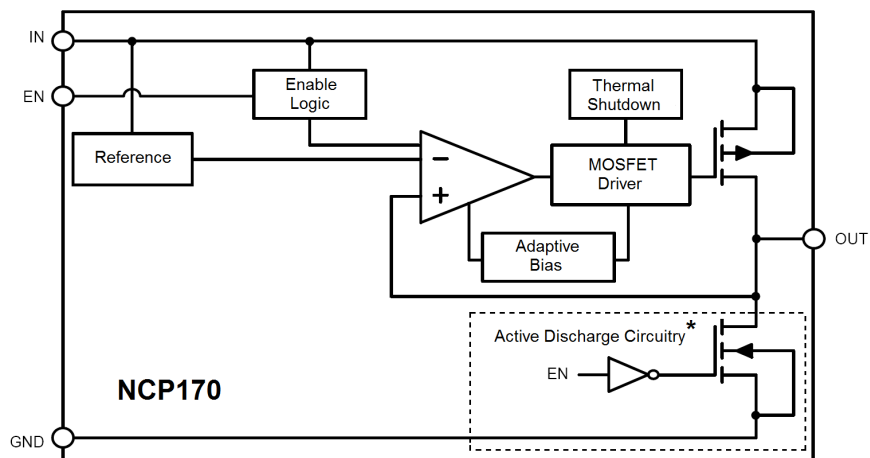 IN
EN
Enable
Logic
Thermal
Shutdown
Reference
−
+
MOSFET
Driver
Adaptive
Bias
OUT
Active Discharge Circuitry*
EN
NCP170
GND